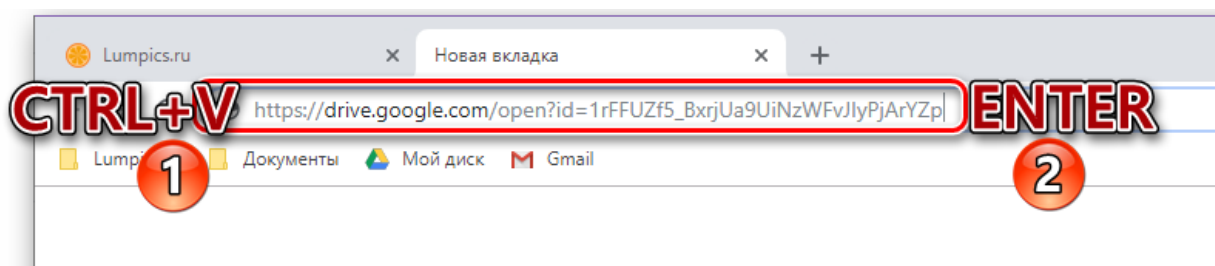 Lumpics.ru Новая вкладка
CTRL+V https://drive.google.com/open?id=1rFFUZf5_BxrjUa9UiNzWFvJlyPjArYZp ENTER
Lump 1 Документы Мой диск Gmail 2